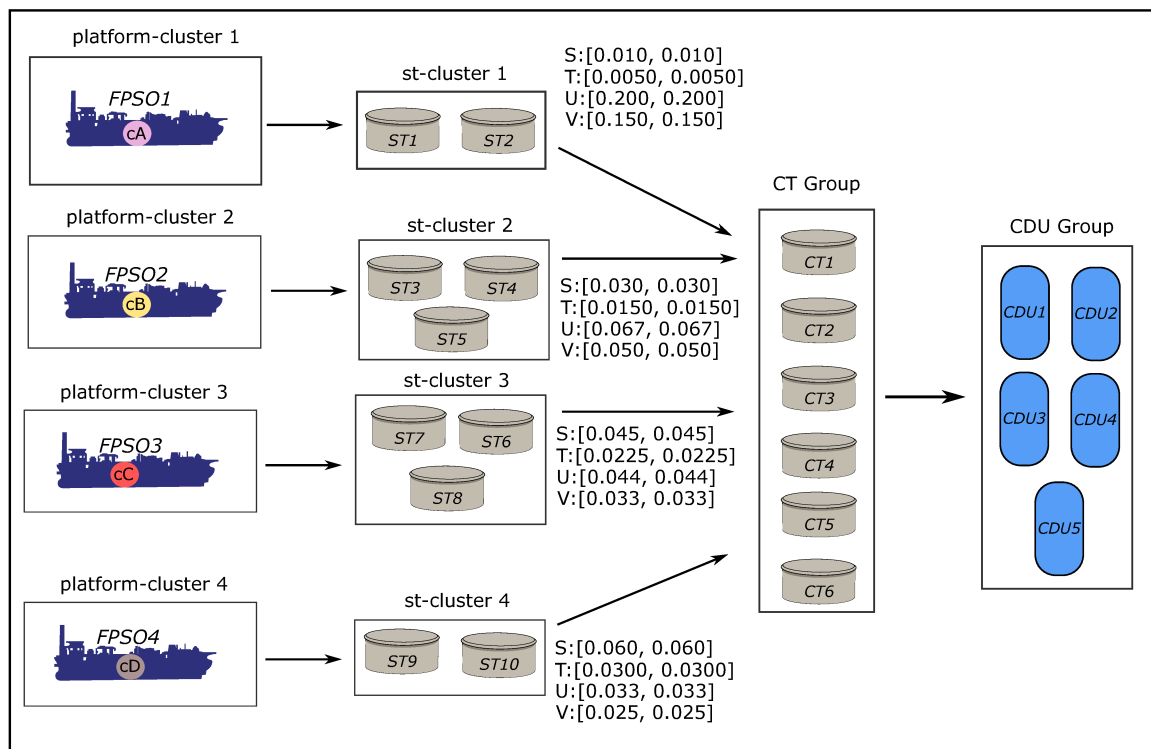 platform-cluster 1
FPSO1
cA
st-cluster 1
ST1
ST2
S:[0.010, 0.010]
T:[0.0050, 0.0050]
U:[0.200, 0.200]
V:[0.150, 0.150]
platform-cluster 2
FPSO2
cB
st-cluster 2
ST3
ST4
ST5
S:[0.030, 0.030]
T:[0.0150, 0.0150]
U:[0.067, 0.067]
V:[0.050, 0.050]
platform-cluster 3
FPSO3
cC
st-cluster 3
ST7
ST6
ST8
S:[0.045, 0.045]
T:[0.0225, 0.0225]
U:[0.044, 0.044]
V:[0.033, 0.033]
platform-cluster 4
FPSO4
cD
st-cluster 4
ST9
ST10
S:[0.060, 0.060]
T:[0.0300, 0.0300]
U:[0.033, 0.033]
V:[0.025, 0.025]
CT Group
CT1
CT2
CT3
CT4
CT5
CT6
CDU Group
CDU1
CDU2
CDU3
CDU4
CDU5